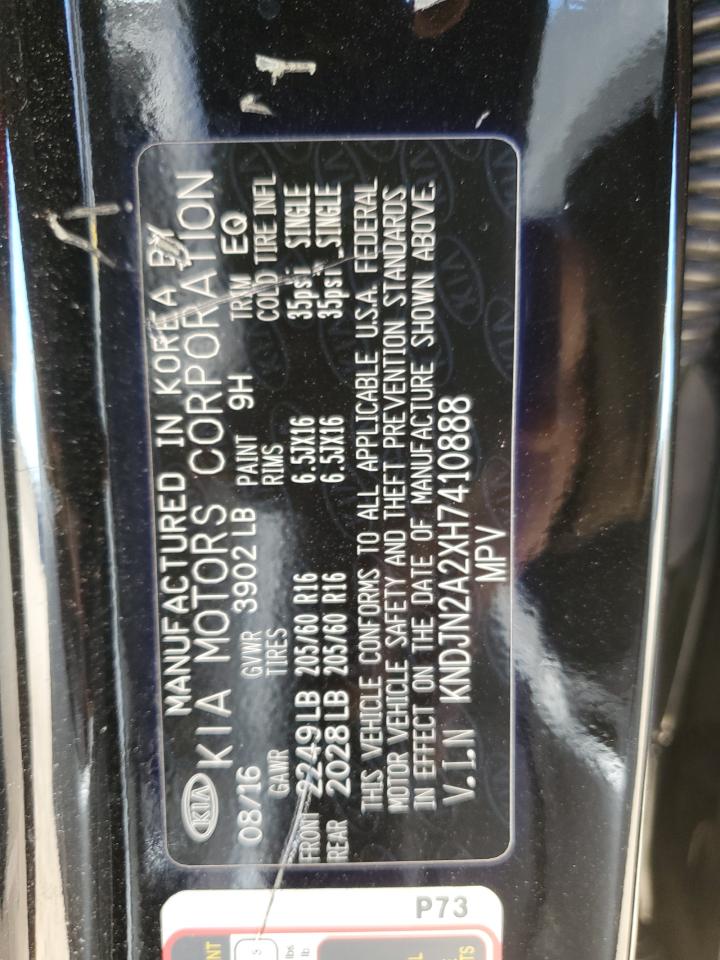 KIA MANUFACTURED IN KOREA BY
KIA MOTORS CORPORATION
08/16 GVWR 3902 LB PAINT 9H TRIM EQ
GAWR TIRES RIMS COLD TIRE INFL
FRONT 2249 LB 205/60 R16 6.5JX16 35psi SINGLE
REAR 2028 LB 205/60 R16 6.5JX16 35psi SINGLE
THIS VEHICLE CONFORMS TO ALL APPLICABLE U.S.A. FEDERAL
MOTOR VEHICLE SAFETY AND THEFT PREVENTION STANDARDS
IN EFFECT ON THE DATE OF MANUFACTURE SHOWN ABOVE.
V.I.N KNDJN2A2XH7410888
MPV
P73